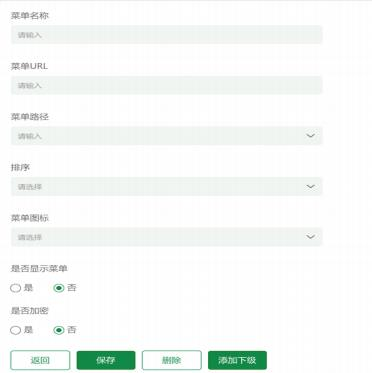 菜单名称
请输入
菜单URL
请输入
菜单路径
请输入
排序
请选择
菜单图标
请选择
是否显示菜单
是 否
是否加密
是 否
返回 保存 删除 添加下级